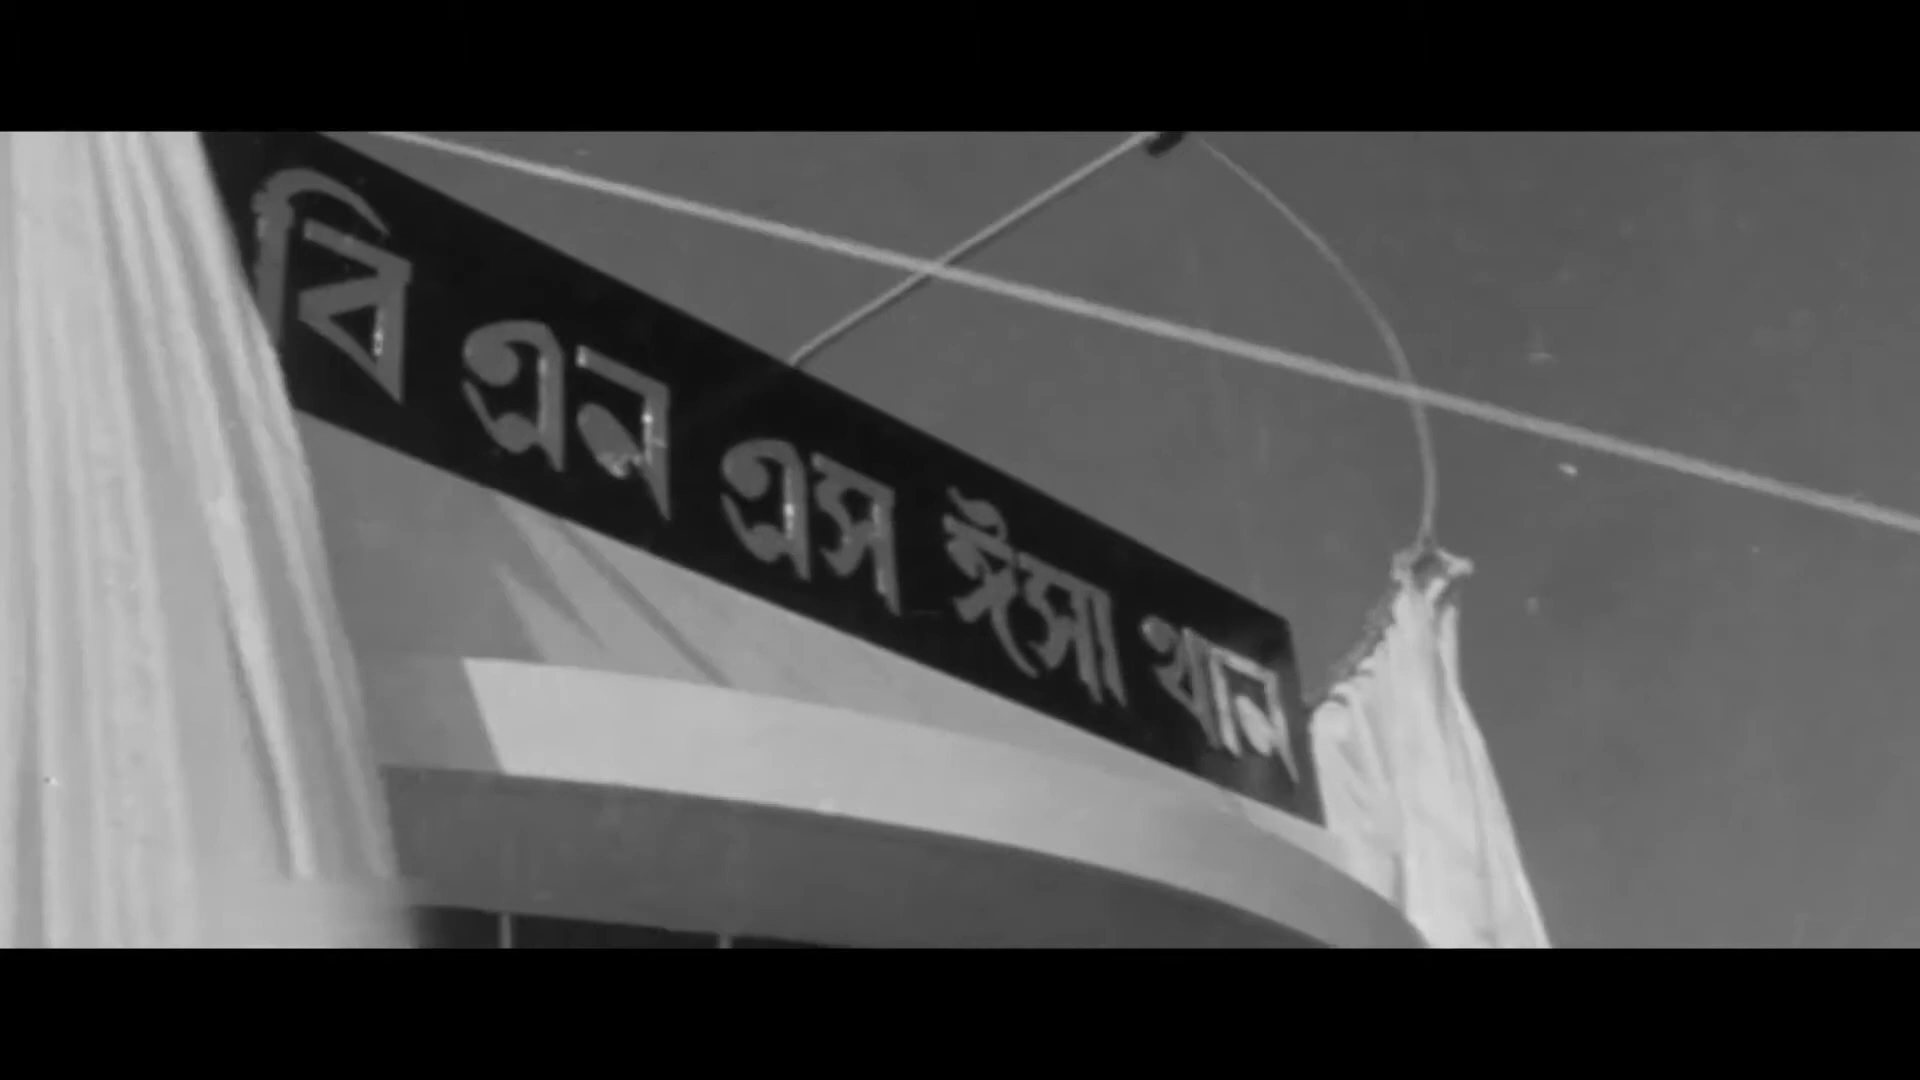 বি এন এস ঈসা খান